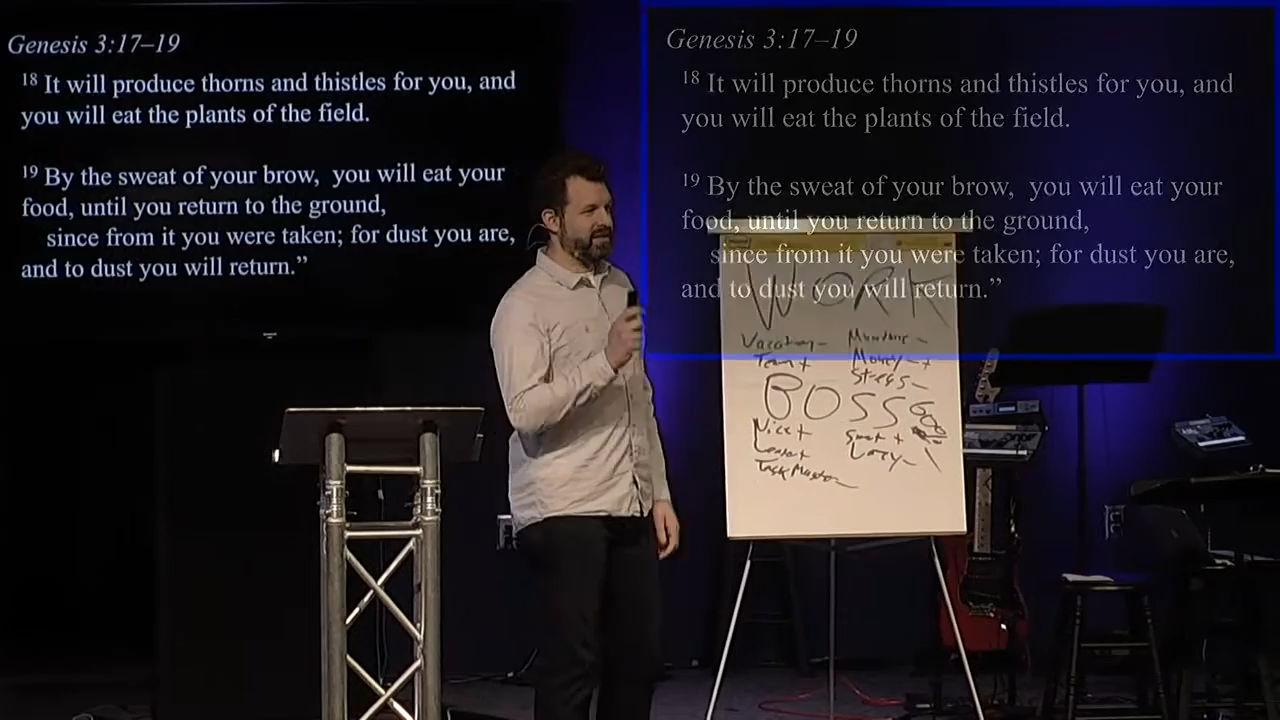 Genesis 3:17–19
18 It will produce thorns and thistles for you, and
you will eat the plants of the field.
19 By the sweat of your brow,  you will eat your
food, until you return to the ground,
since from it you were taken; for dust you are,
and to dust you will return.”
Genesis 3:17–19
18 It will produce thorns and thistles for you, and
you will eat the plants of the field.
19 By the sweat of your brow,  you will eat your
food, until you return to the ground,
since from it you were taken; for dust you are,
and to dust you will return.”
WORK
Vacation - Mundane -
Team + Money - +
Stress -
BOSS
Nice + Smart +
Leader + Lazy -
Task Master -